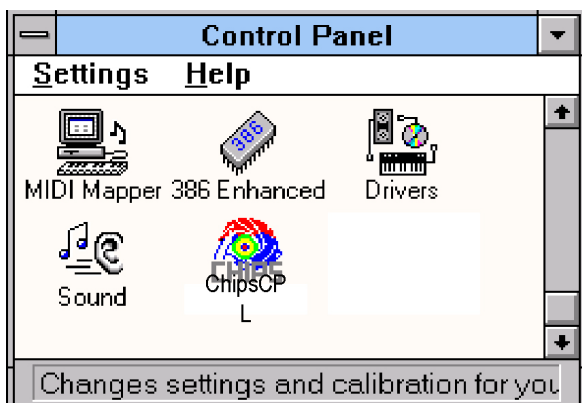 Control Panel
Settings Help
386
MIDI Mapper 386 Enhanced Drivers
CHIPS
Sound ChipsCP
L
Changes settings and calibration for you